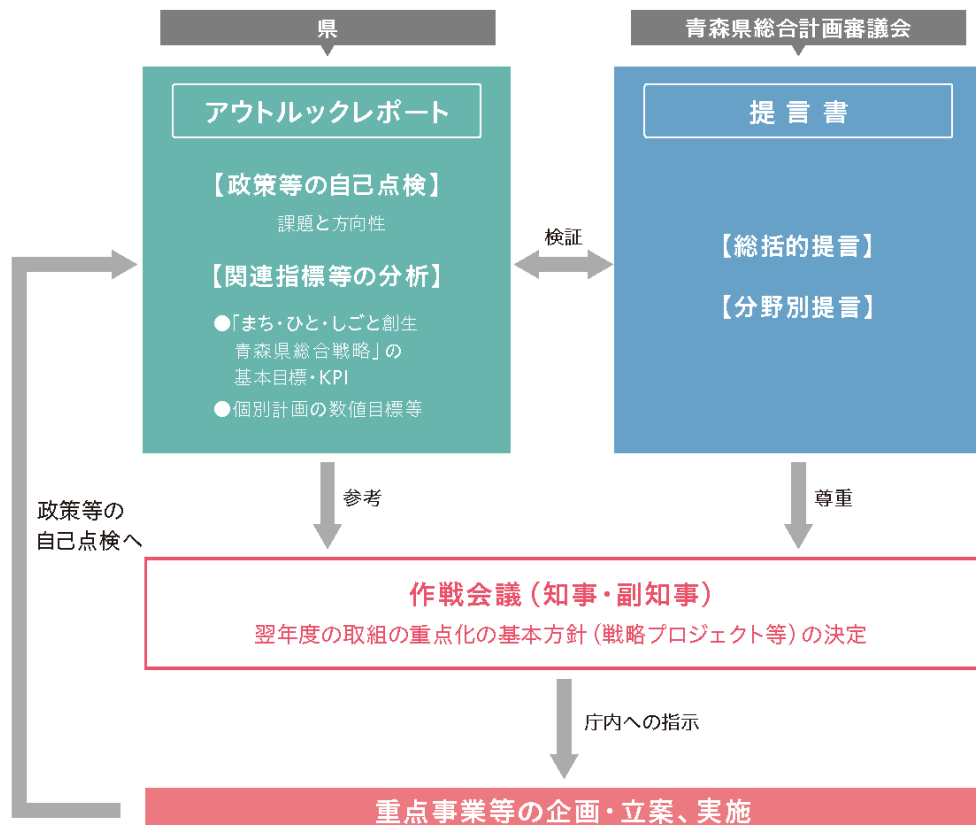 県
青森県総合計画審議会
アウトルックレポート
【政策等の自己点検】
課題と方向性
【関連指標等の分析】
●「まち・ひと・しごと創生
青森県総合戦略」の
基本目標・KPI
●個別計画の数値目標等
検証
提言書
【総括的提言】
【分野別提言】
参考
尊重
政策等の
自己点検へ
作戦会議（知事・副知事）
翌年度の取組の重点化の基本方針（戦略プロジェクト等）の決定
庁内への指示
重点事業等の企画・立案、実施